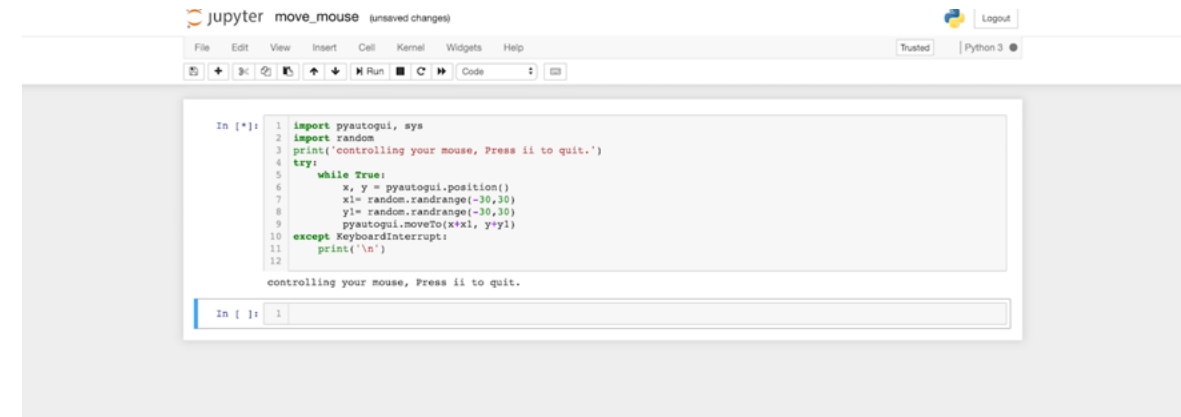 jupyter move_mouse (unsaved changes) Logout
File Edit View Insert Cell Kernel Widgets Help Trusted Python 3
Run Code
In [*]: 1 import pyautogui, sys
2 import random
3 print('controlling your mouse, Press ii to quit.')
4 try:
5     while True:
6         x, y = pyautogui.position()
7         x1= random.randrange(-30,30)
8         y1= random.randrange(-30,30)
9         pyautogui.moveTo(x+x1, y+y1)
10 except KeyboardInterrupt:
11     print('\n')
12
controlling your mouse, Press ii to quit.
In [ ]: 1